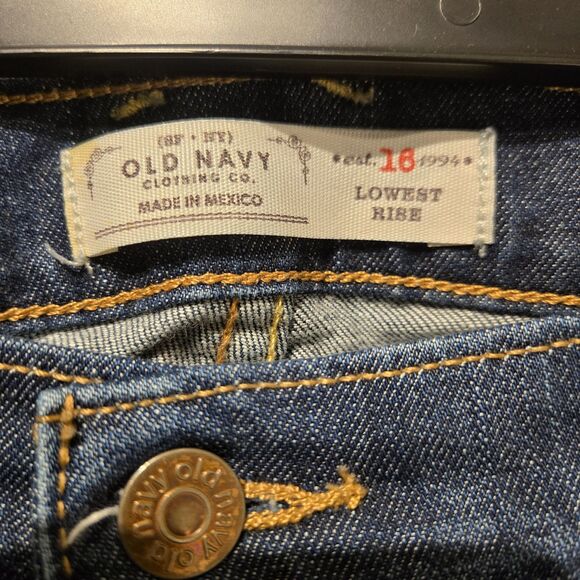 (SF • NY)
OLD NAVY
CLOTHING CO.
MADE IN MEXICO
•est. 16 1994•
LOWEST
RISE
old navy old navy